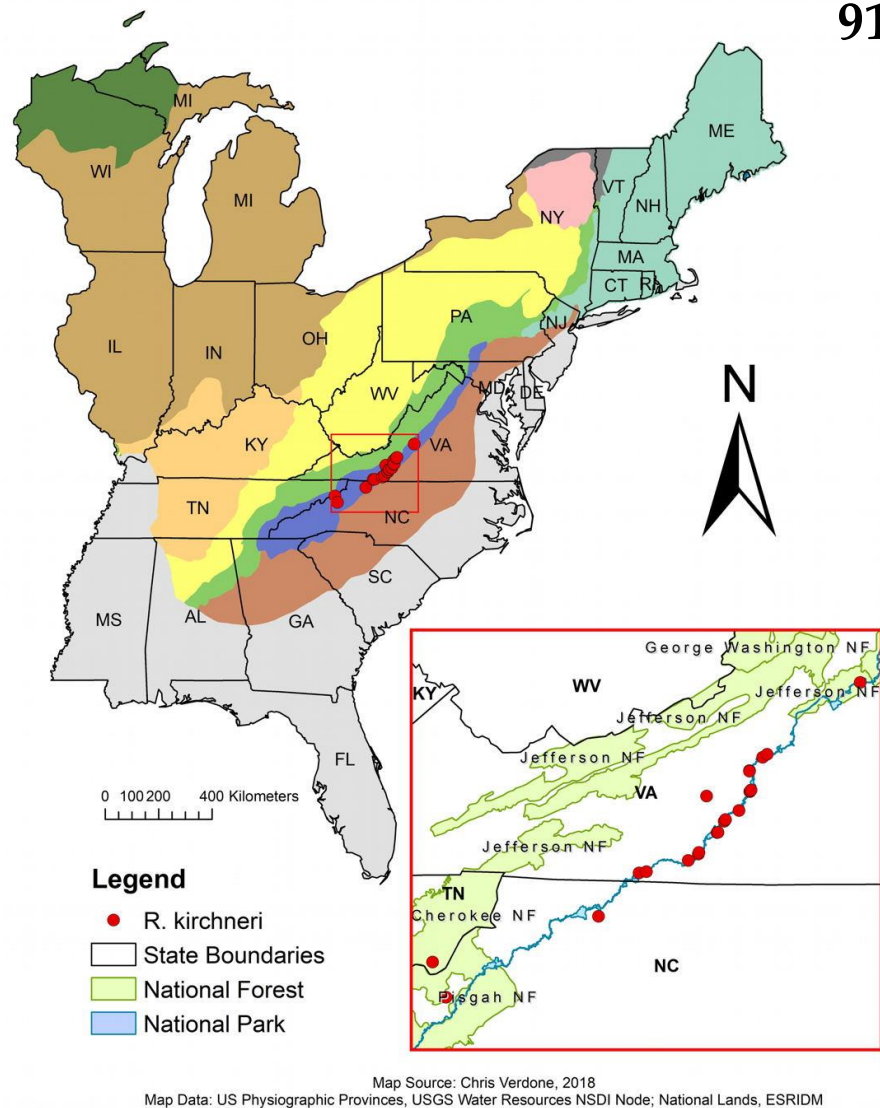 91
MI
ME
WI
VT
MI
NH
NY
MA
CT
RI
PA
NJ
IL
IN
OH
MD
DE
WV
KY
VA
TN
NC
SC
MS
AL
GA
FL
N
0 100 200 400 Kilometers
George Washington NF
KY
WV
Jefferson NF
Jefferson NF
Jefferson NF
VA
Jefferson NF
TN
Cherokee NF
NC
Pisgah NF
Legend
R. kirchneri
State Boundaries
National Forest
National Park
Map Source: Chris Verdone, 2018
Map Data: US Physiographic Provinces, USGS Water Resources NSDI Node; National Lands, ESRIDM